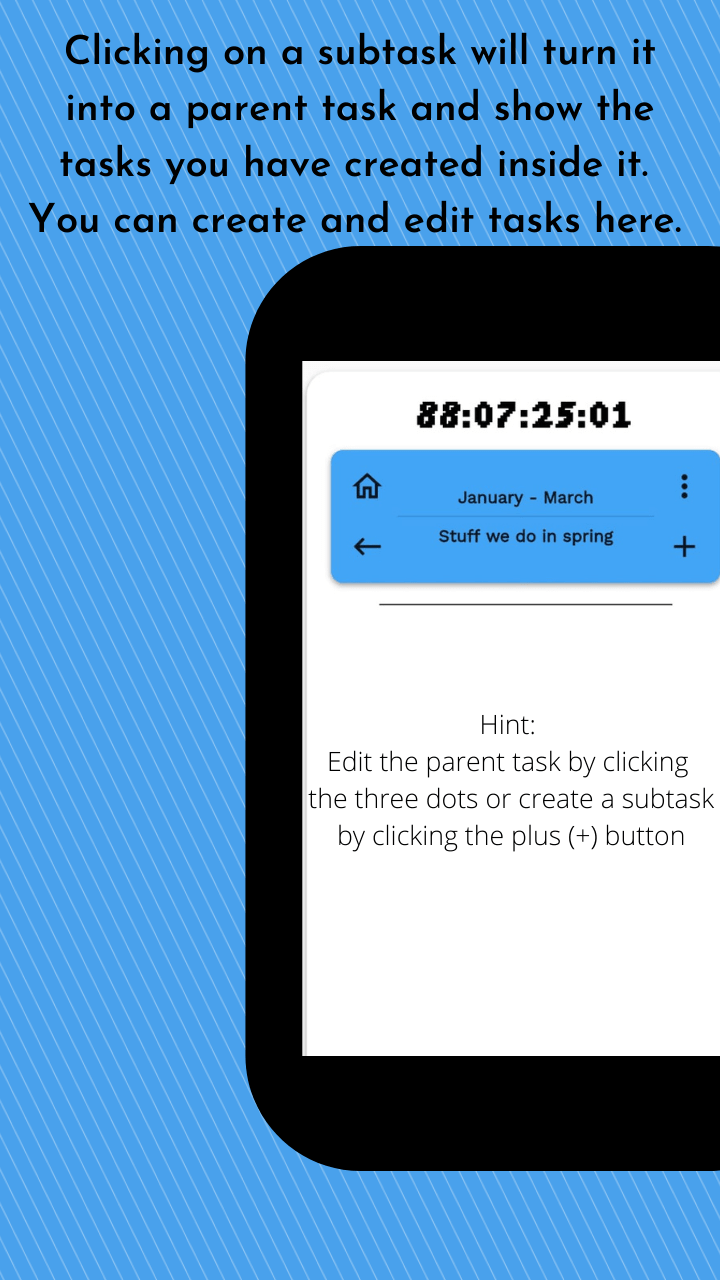 Clicking on a subtask will turn it
into a parent task and show the
tasks you have created inside it.
You can create and edit tasks here.
88:07:25:01
January - March
Stuff we do in spring
Hint:
Edit the parent task by clicking
the three dots or create a subtask
by clicking the plus (+) button